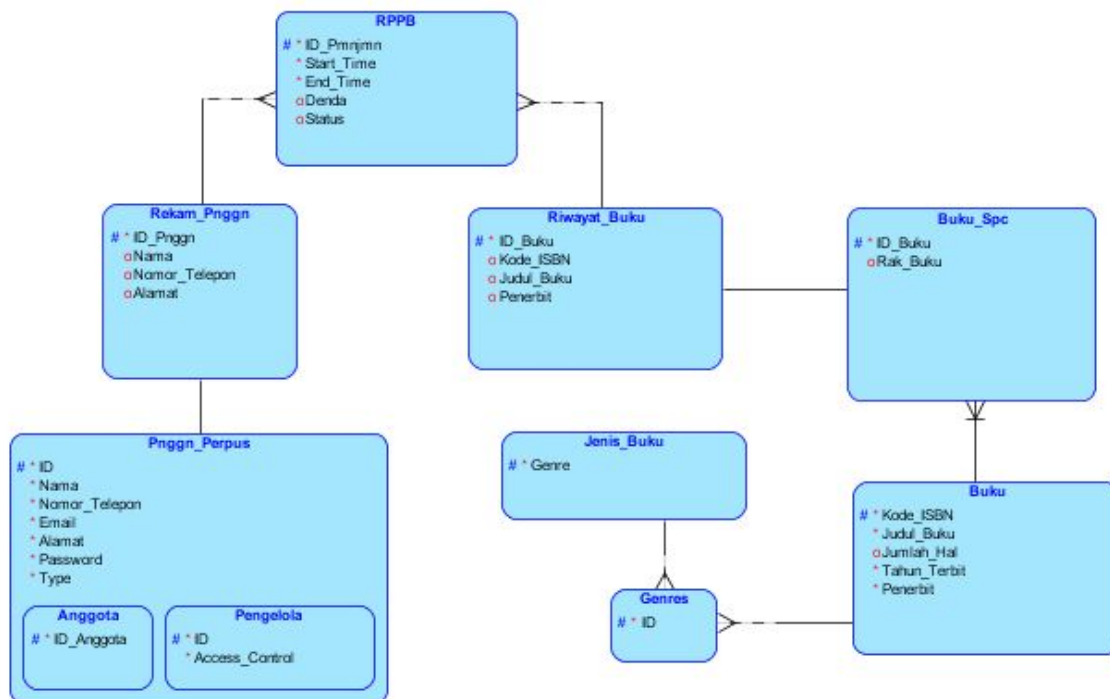 RPPB
# * ID_Pmnjmn
* Start_Time
* End_Time
o Denda
o Status
Rekam_Pnggn
# * ID_Pnggn
o Nama
o Nomor_Telepon
o Alamat
Riwayat_Buku
# * ID_Buku
o Kode_ISBN
o Judul_Buku
o Penerbit
Buku_Spc
# * ID_Buku
o Rak_Buku
Pnggn_Perpus
# * ID
* Nama
* Nomor_Telepon
* Email
* Alamat
* Password
* Type
Anggota
# * ID_Anggota
Pengelola
# * ID
* Access_Control
Jenis_Buku
# * Genre
Genres
# * ID
Buku
# * Kode_ISBN
* Judul_Buku
o Jumlah_Hal
* Tahun_Terbit
* Penerbit